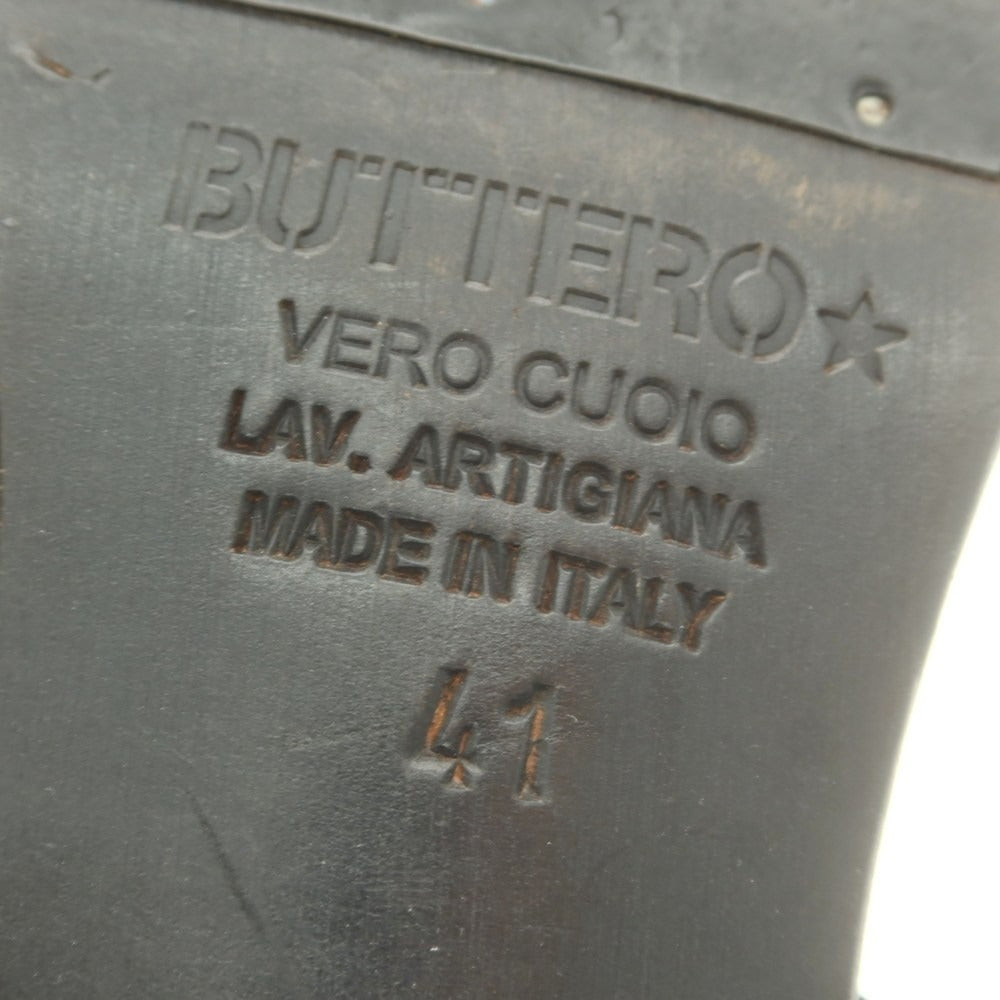 BUTTERO★
VERO CUOIO
LAV. ARTIGIANA
MADE IN ITALY
41